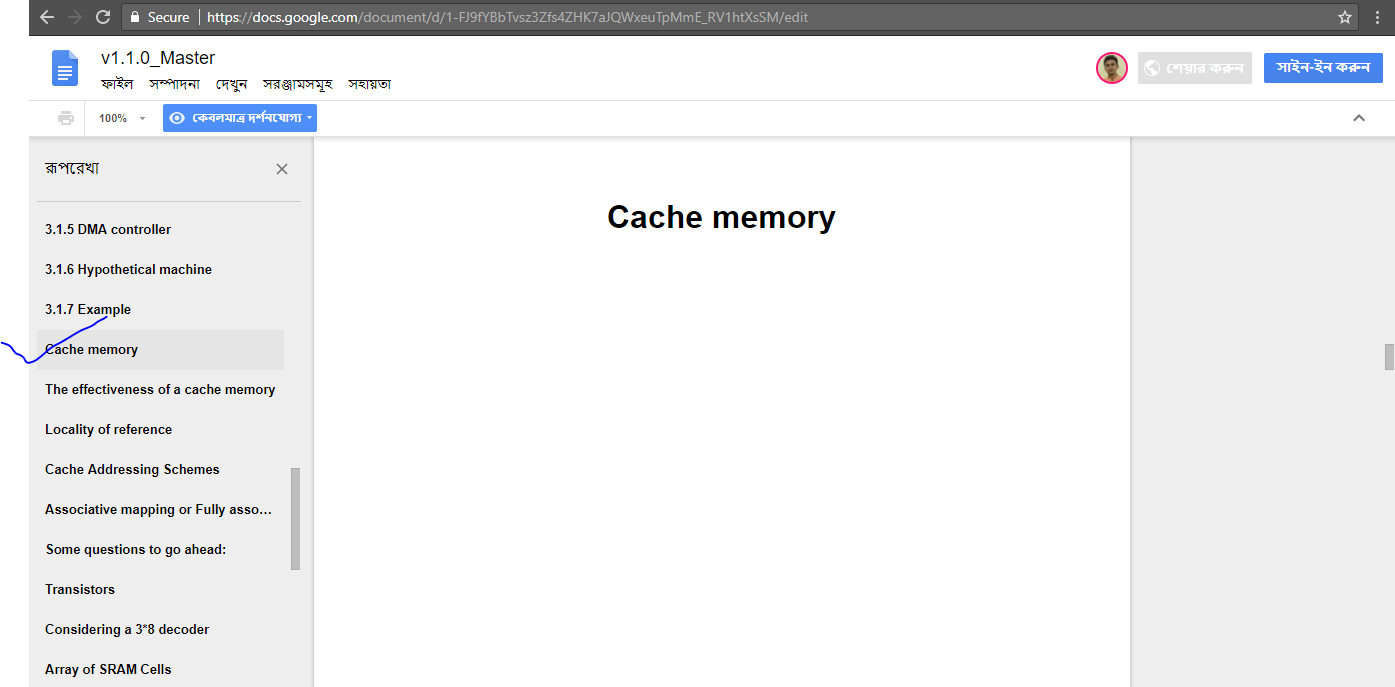 Secure https://docs.google.com/document/d/1-FJ9fYBbTvsz3Zfs4ZHK7aJQWxeuTpMmE_RV1htXsSM/edit
v1.1.0_Master
ফাইল সম্পাদনা দেখুন সরঞ্জামসমূহ সহায়তা
শেয়ার করুন সাইন-ইন করুন
100% কেবলমাত্র দর্শনযোগ্য
রূপরেখা
3.1.5 DMA controller
3.1.6 Hypothetical machine
3.1.7 Example
Cache memory
The effectiveness of a cache memory
Locality of reference
Cache Addressing Schemes
Associative mapping or Fully asso...
Some questions to go ahead:
Transistors
Considering a 3*8 decoder
Array of SRAM Cells
Cache memory